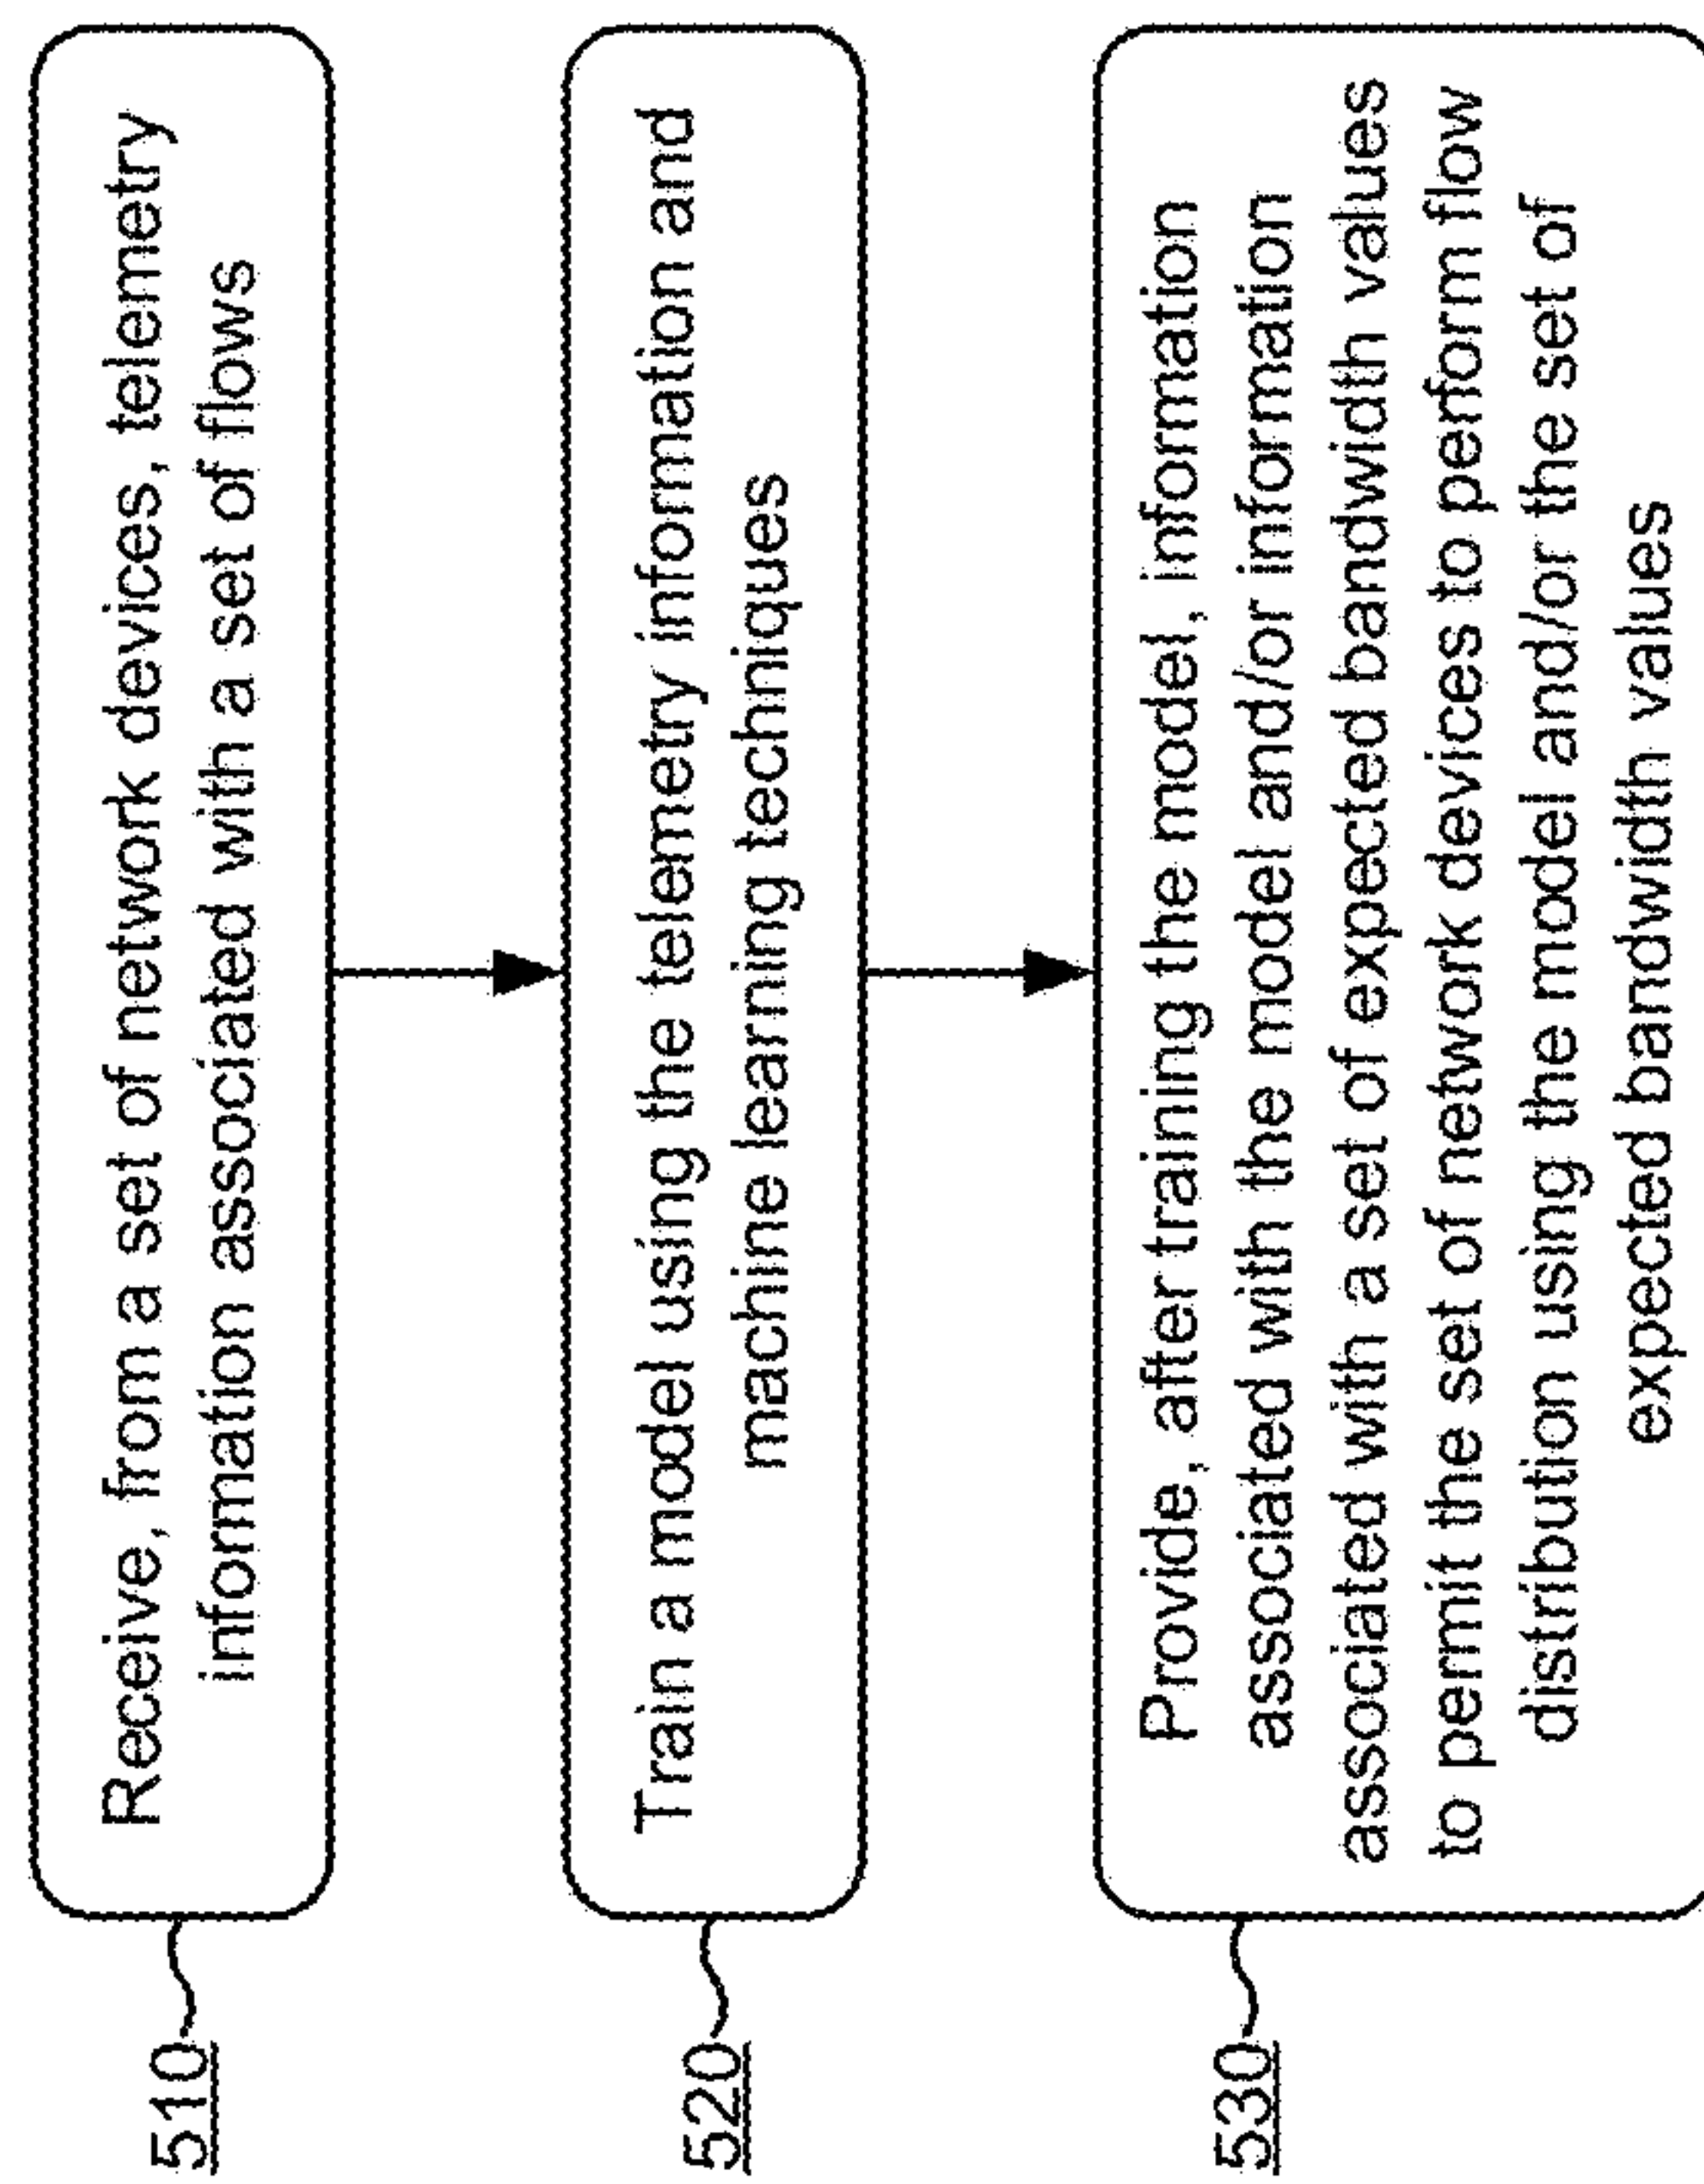 510
Receive, from a set of network devices, telemetry
information associated with a set of flows
520
Train a model using the telemetry information and
machine learning techniques
530
Provide, after training the model, information
associated with the model and/or information
associated with a set of expected bandwidth values
to permit the set of network devices to perform flow
distribution using the model and/or the set of
expected bandwidth values